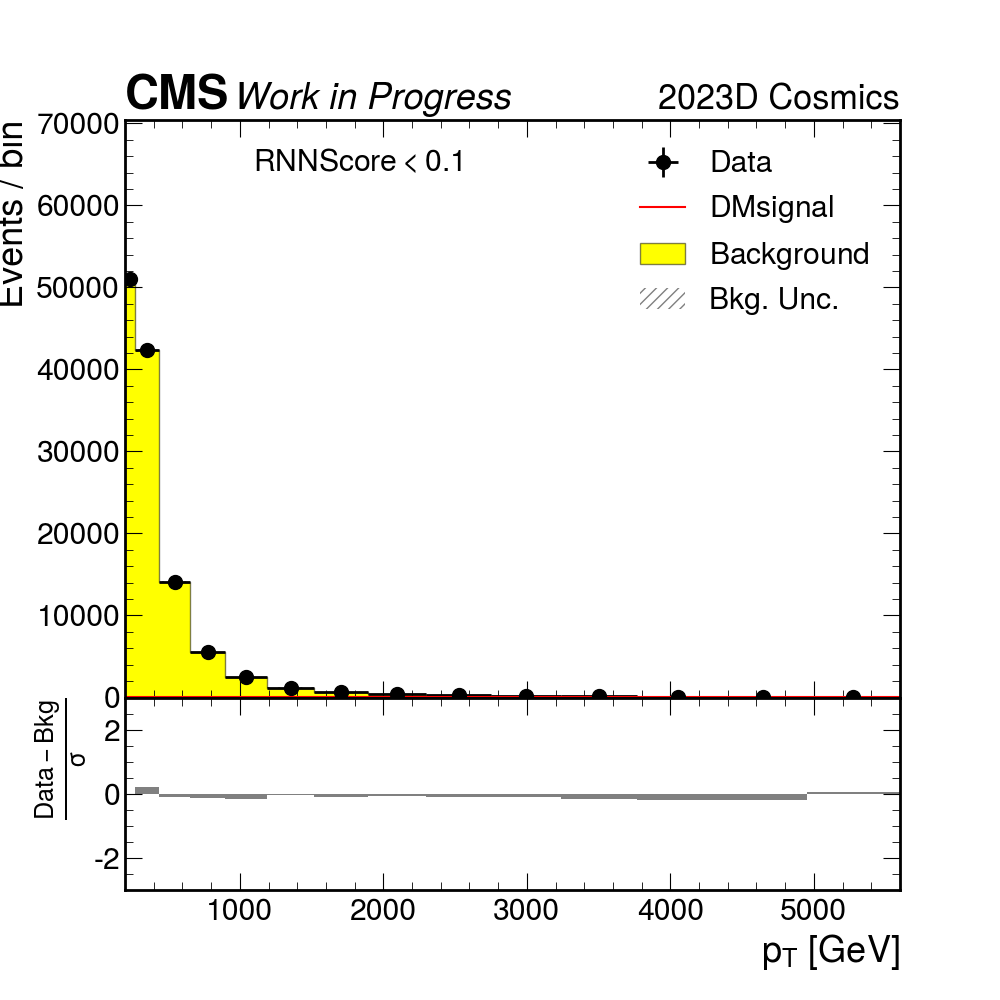 CMS Work in Progress 2023D Cosmics
Events / bin
70000
60000
50000
40000
30000
20000
10000
0
RNNScore < 0.1
Data
DMsignal
Background
Bkg. Unc.
Data − Bkg
σ
2
0
-2
1000 2000 3000 4000 5000
pT [GeV]